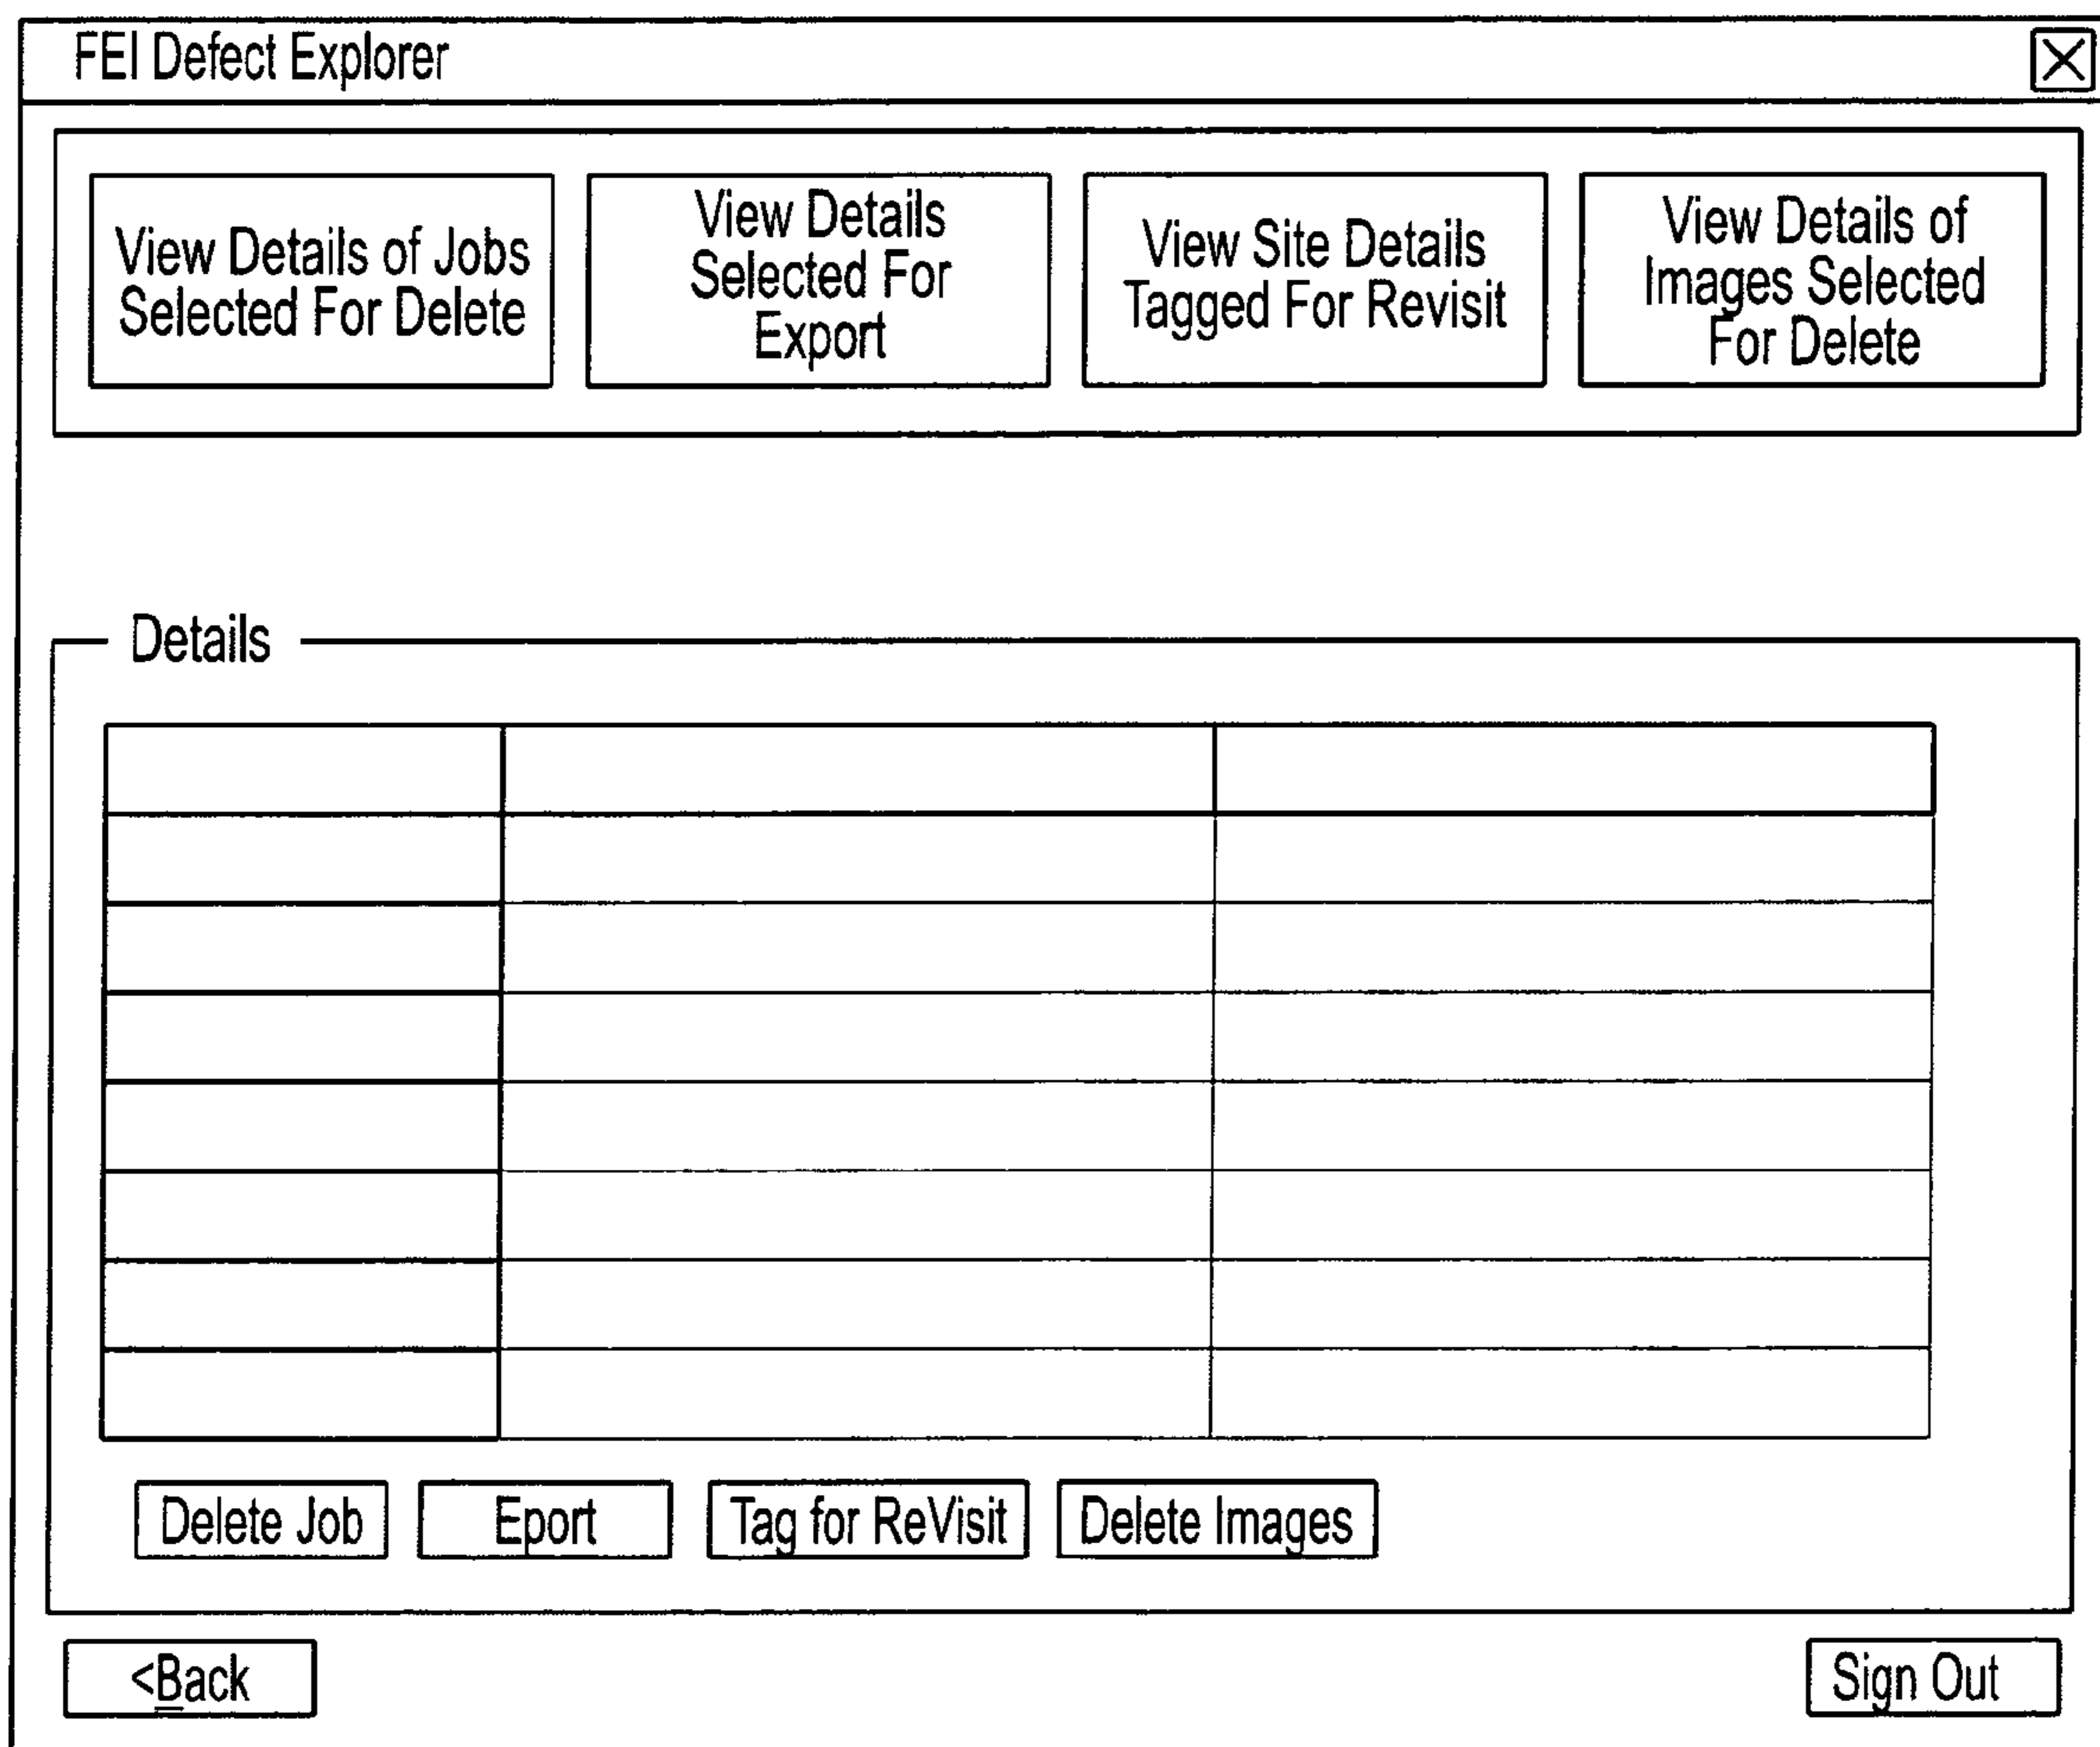 FEI Defect Explorer
View Details of Jobs
Selected For Delete
View Details
Selected For
Export
View Site Details
Tagged For Revisit
View Details of
Images Selected
For Delete
Details
Delete Job
Eport
Tag for ReVisit
Delete Images
<Back
Sign Out